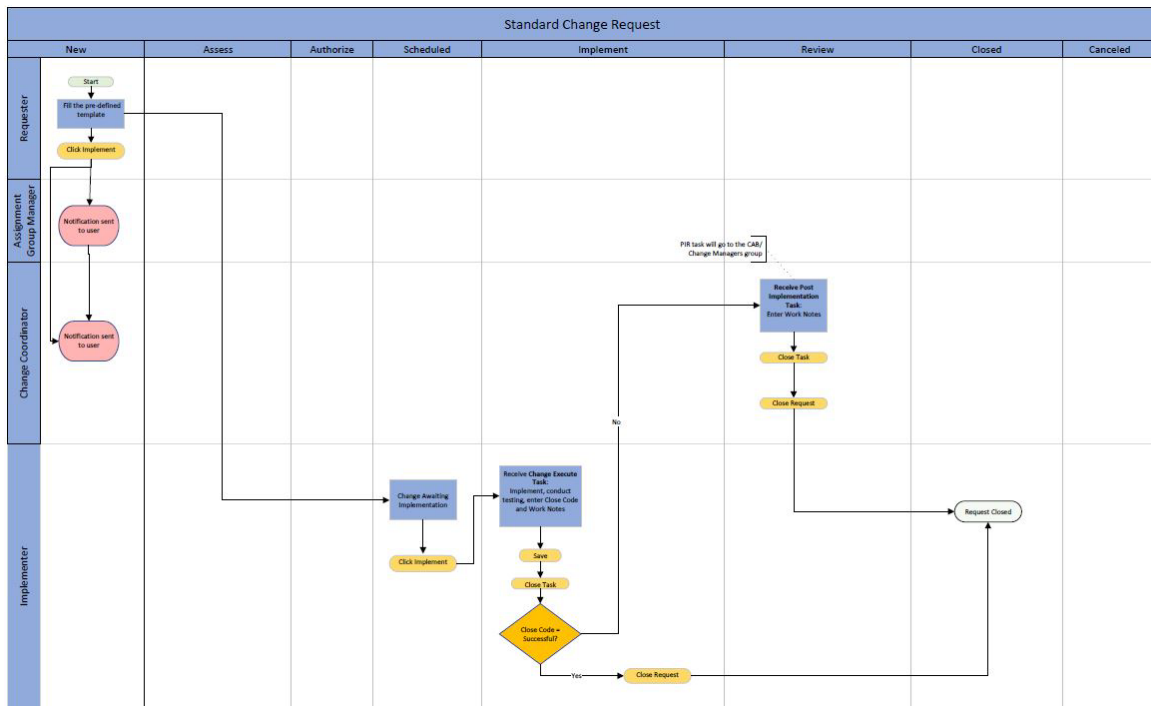 Standard Change Request
New
Assess
Authorize
Scheduled
Implement
Review
Closed
Canceled
Requester
Start
Fill the pre-defined
template
Click Implement
Assignment
Group Manager
Notification sent
to user
PIR task will go to the CAB/
Change Managers group
Change Coordinator
Notification sent
to user
Receive Post
Implementation
Task:
Enter Work Notes
Close Task
Close Request
No
Implementer
Change Awaiting
Implementation
Click Implement
Receive Change Execute
Task:
Implement, conduct
testing, enter Close Code
and Work Notes
Save
Close Task
Close Code =
Successful?
Yes
Close Request
Request Closed